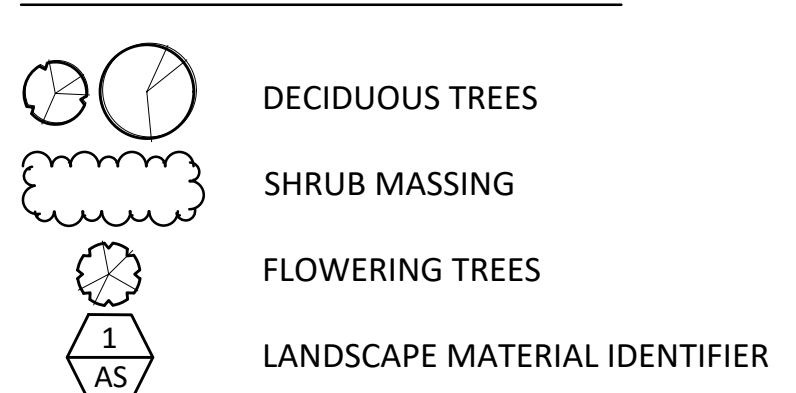 DECIDUOUS TREES
SHRUB MASSING
FLOWERING TREES
1
AS
LANDSCAPE MATERIAL IDENTIFIER